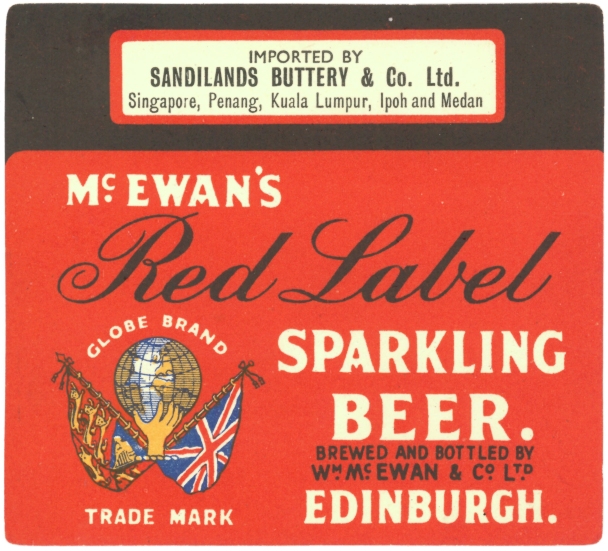 IMPORTED BY
SANDILANDS BUTTERY & Co. Ltd.
Singapore, Penang, Kuala Lumpur, Ipoh and Medan
McEWAN'S
Red Label
GLOBE BRAND
TRADE MARK
SPARKLING
BEER.
BREWED AND BOTTLED BY
WM. McEWAN & Co LTD
EDINBURGH.